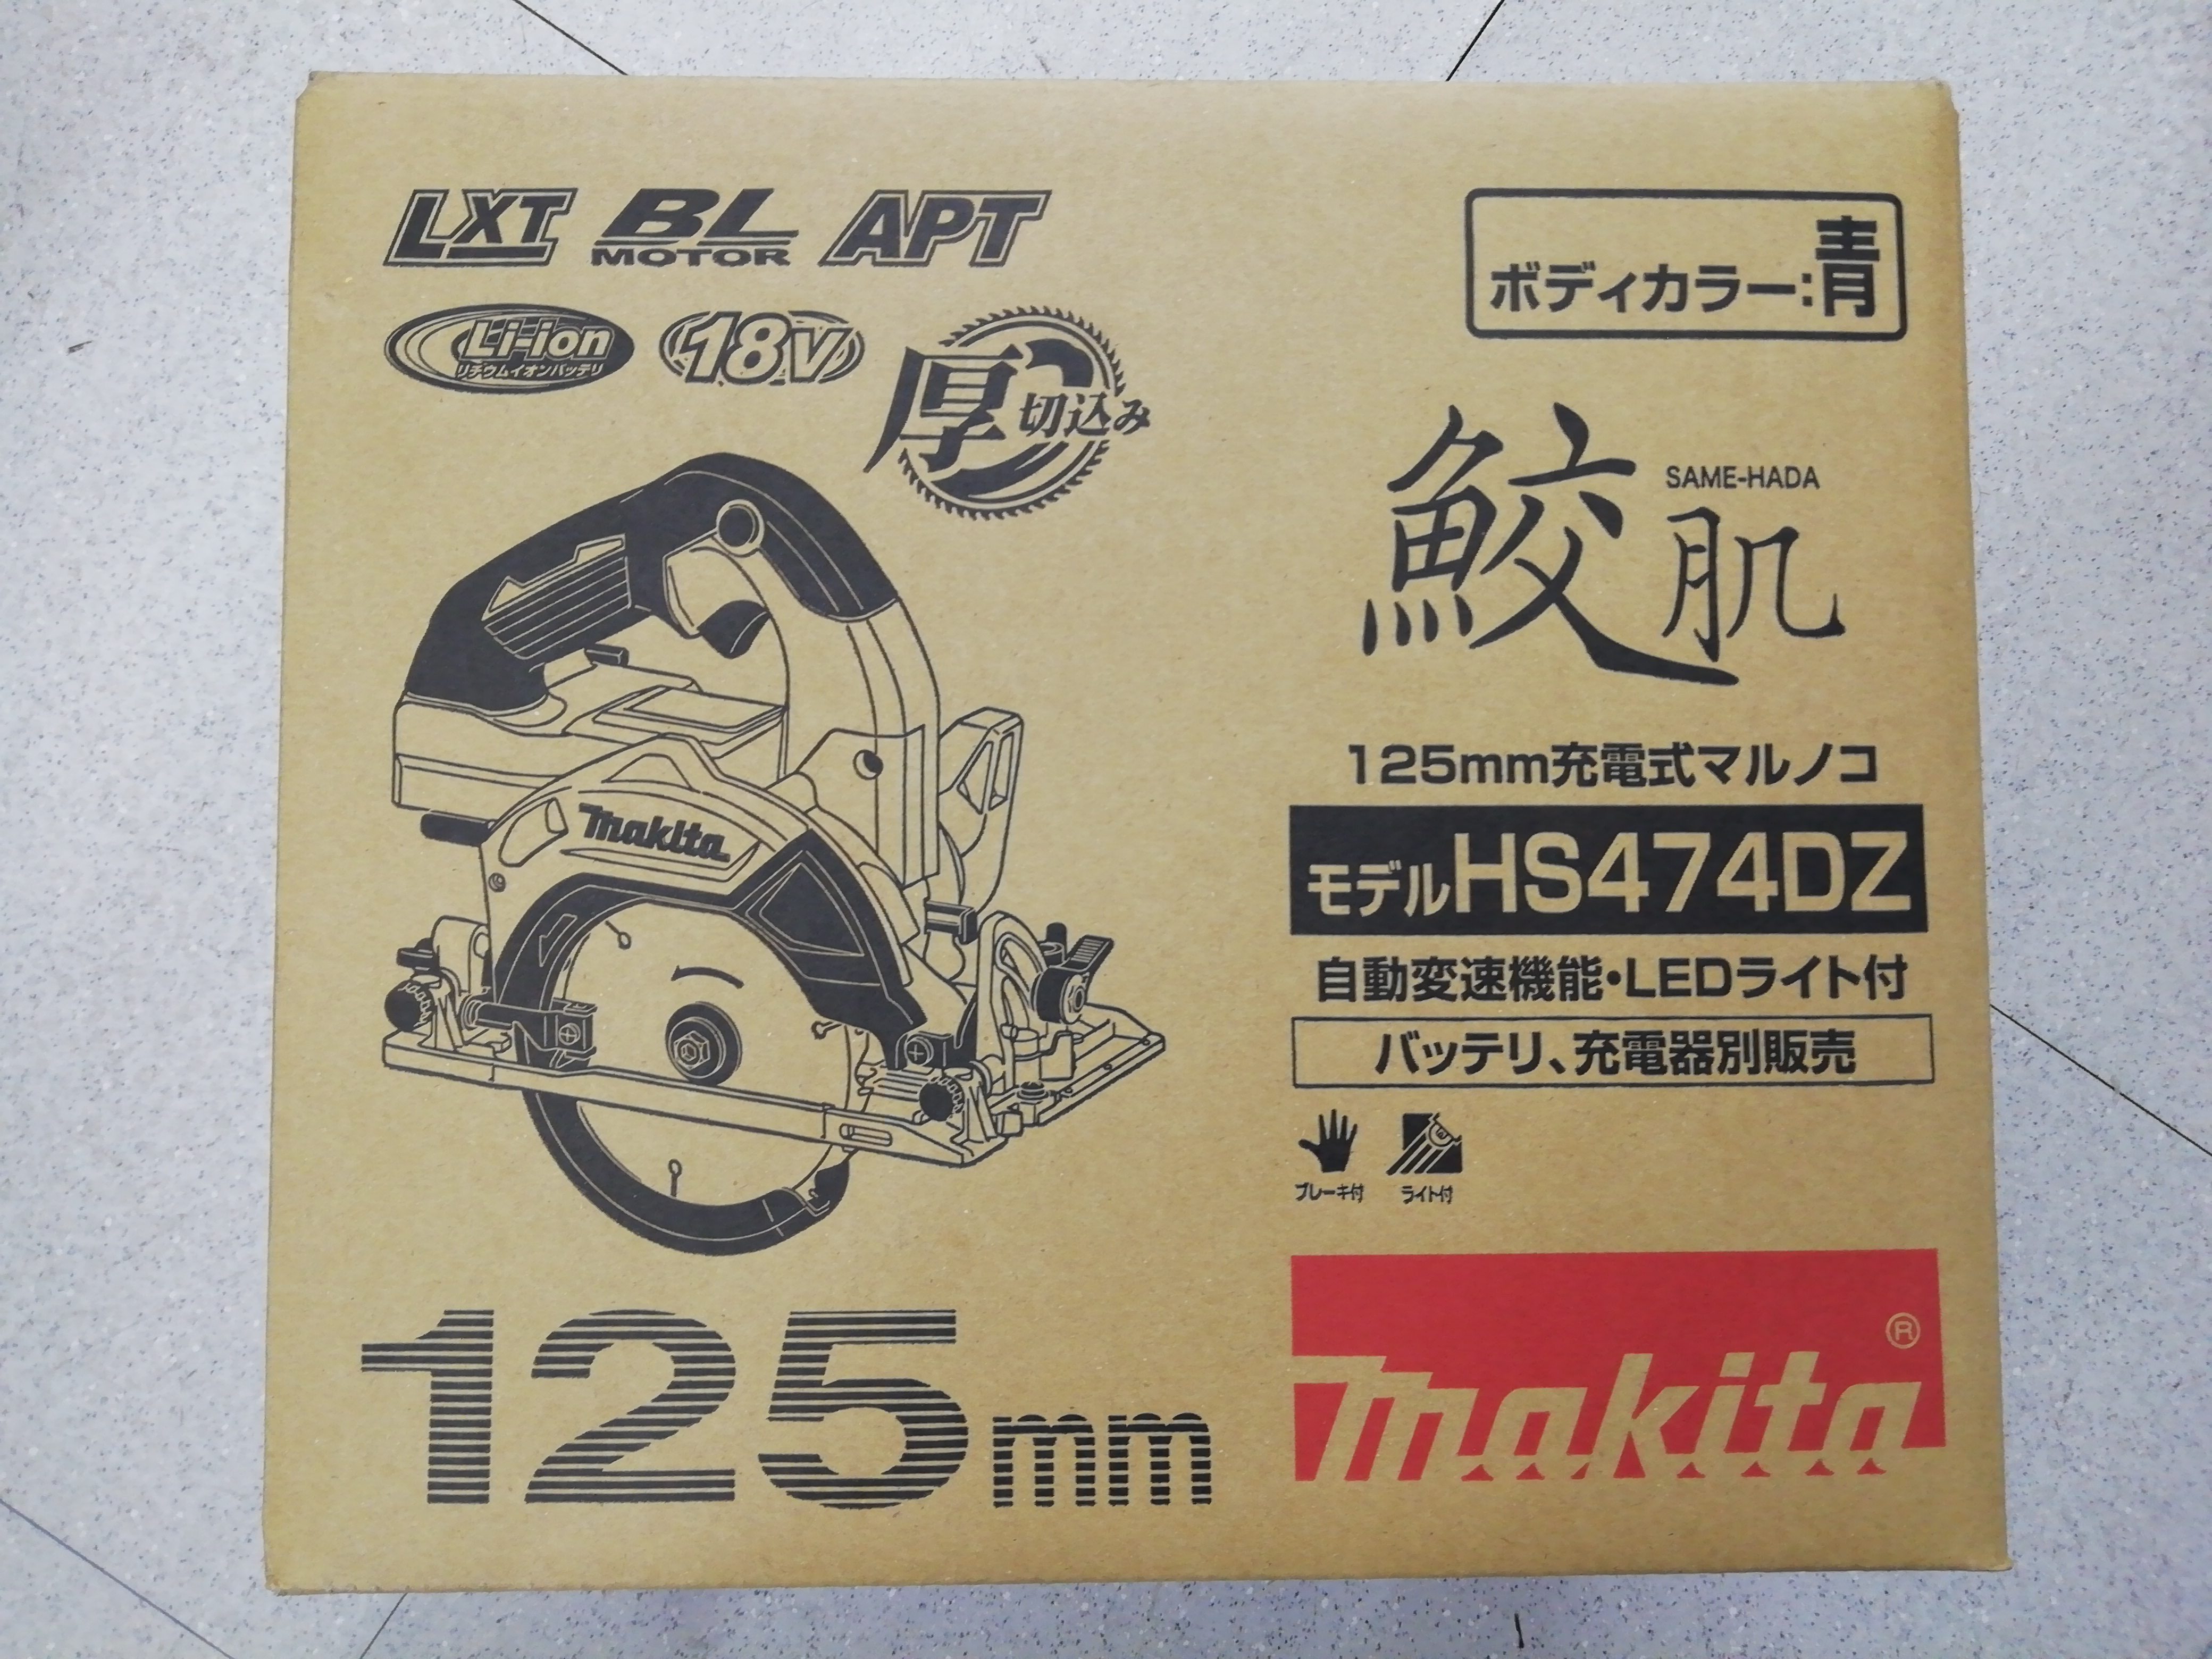 LXT BL MOTOR APT
ボディカラー:青
Li-ion
リチウムイオンバッテリ
18V
厚切込み
鮫肌
SAME-HADA
makita
125mm充電式マルノコ
モデルHS474DZ
自動変速機能・LEDライト付
バッテリ、充電器別販売
ブレーキ付
ライト付
125mm
makita®